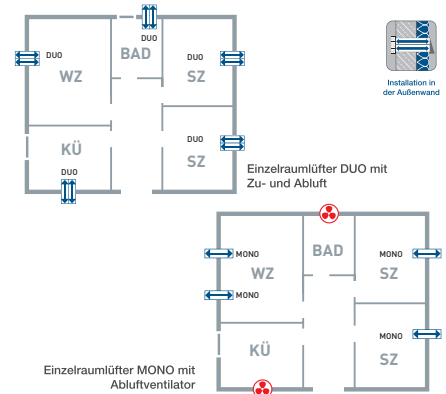 DUO
DUO
BAD
DUO
WZ
SZ
DUO
KÜ
SZ
DUO
Installation in
der Außenwand
Einzelraumlüfter DUO mit
Zu- und Abluft
MONO
BAD
MONO
WZ
SZ
MONO
MONO
KÜ
SZ
Einzelraumlüfter MONO mit
Abluftventilator